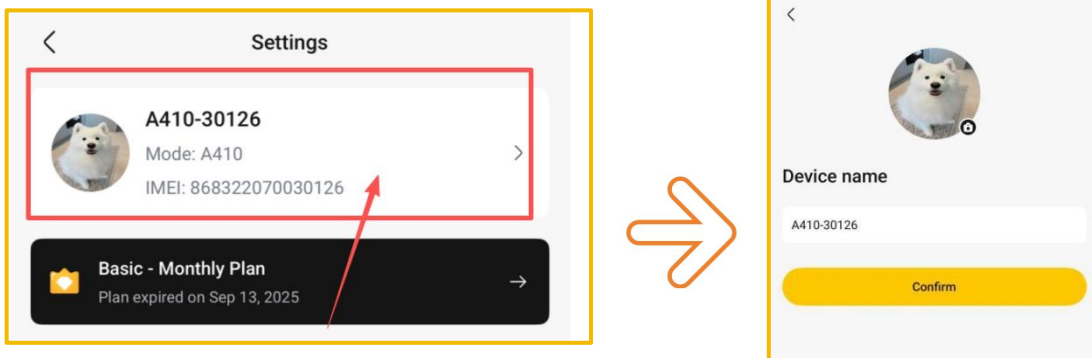 Settings
A410-30126
Mode: A410
IMEI: 868322070030126
Basic - Monthly Plan
Plan expired on Sep 13, 2025
Device name
A410-30126
Confirm